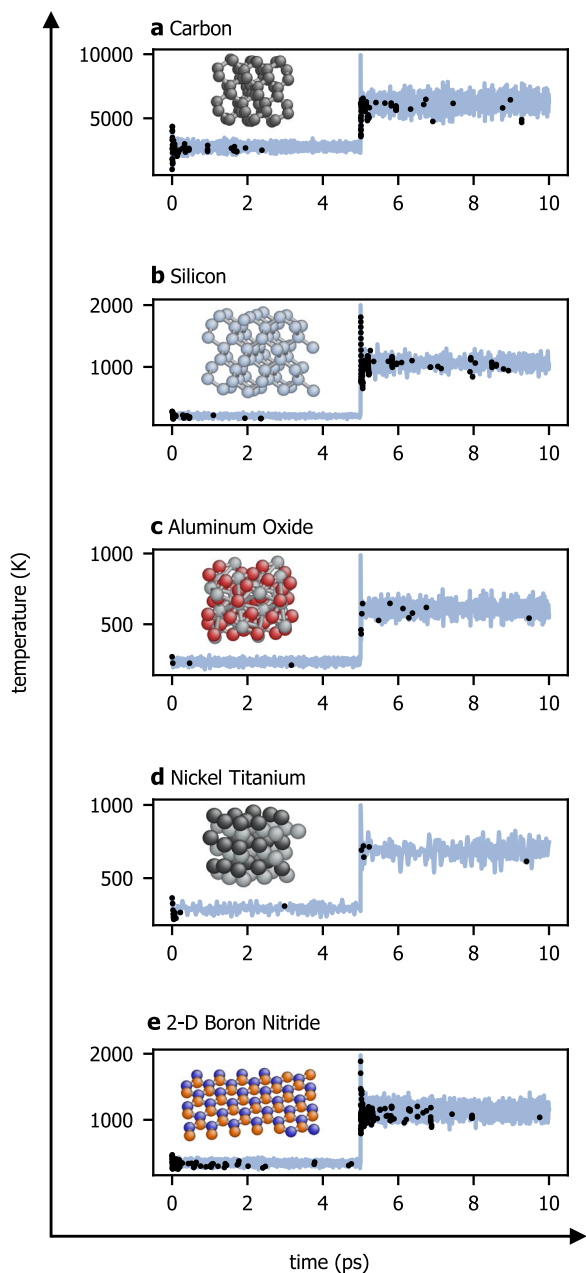 a Carbon
10000
5000
0 2 4 6 8 10
b Silicon
2000
1000
0 2 4 6 8 10
c Aluminum Oxide
1000
500
0 2 4 6 8 10
d Nickel Titanium
1000
500
0 2 4 6 8 10
e 2-D Boron Nitride
2000
1000
0 2 4 6 8 10
temperature (K)
time (ps)